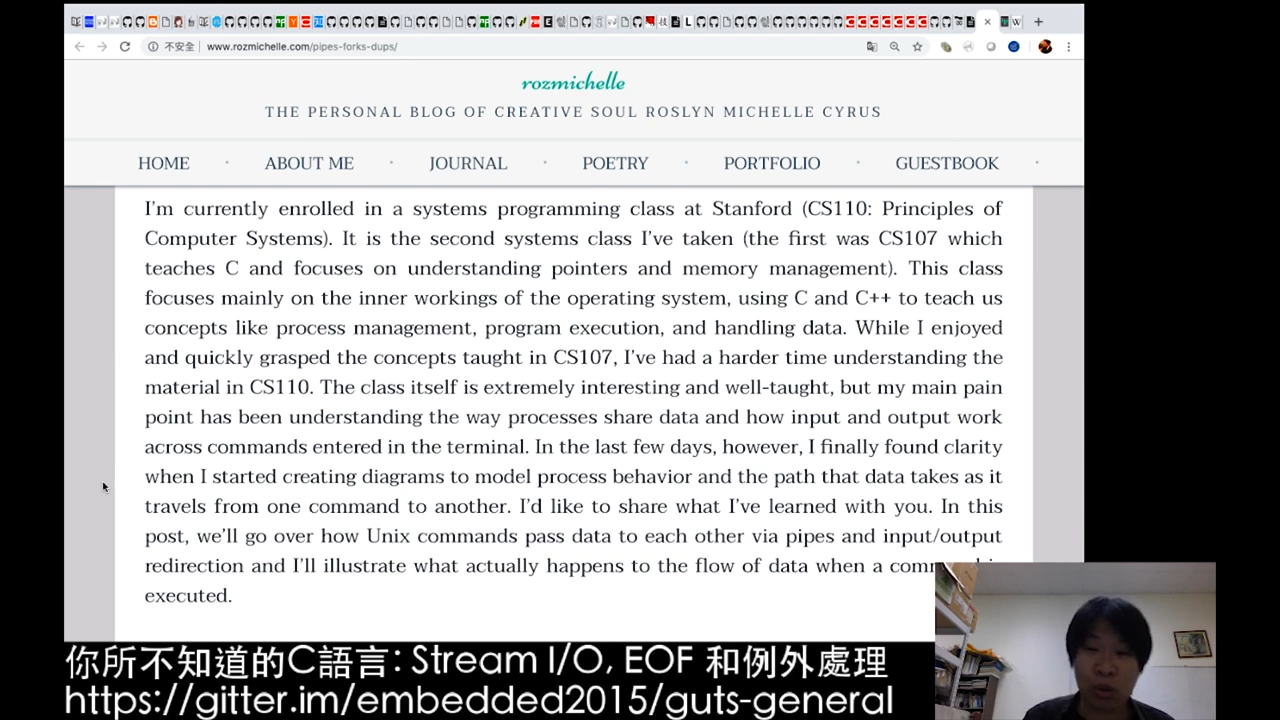 不安全 www.rozmichelle.com/pipes-forks-dups/
rozmichelle
THE PERSONAL BLOG OF CREATIVE SOUL ROSLYN MICHELLE CYRUS
HOME ABOUT ME JOURNAL POETRY PORTFOLIO GUESTBOOK
I'm currently enrolled in a systems programming class at Stanford (CS110: Principles of
Computer Systems). It is the second systems class I've taken (the first was CS107 which
teaches C and focuses on understanding pointers and memory management). This class
focuses mainly on the inner workings of the operating system, using C and C++ to teach us
concepts like process management, program execution, and handling data. While I enjoyed
and quickly grasped the concepts taught in CS107, I've had a harder time understanding the
material in CS110. The class itself is extremely interesting and well-taught, but my main pain
point has been understanding the way processes share data and how input and output work
across commands entered in the terminal. In the last few days, however, I finally found clarity
when I started creating diagrams to model process behavior and the path that data takes as it
travels from one command to another. I'd like to share what I've learned with you. In this
post, we'll go over how Unix commands pass data to each other via pipes and input/output
redirection and I'll illustrate what actually happens to the flow of data when a
executed.
你所不知道的C語言: Stream I/O, EOF 和例外處理
https://gitter.im/embedded2015/guts-general